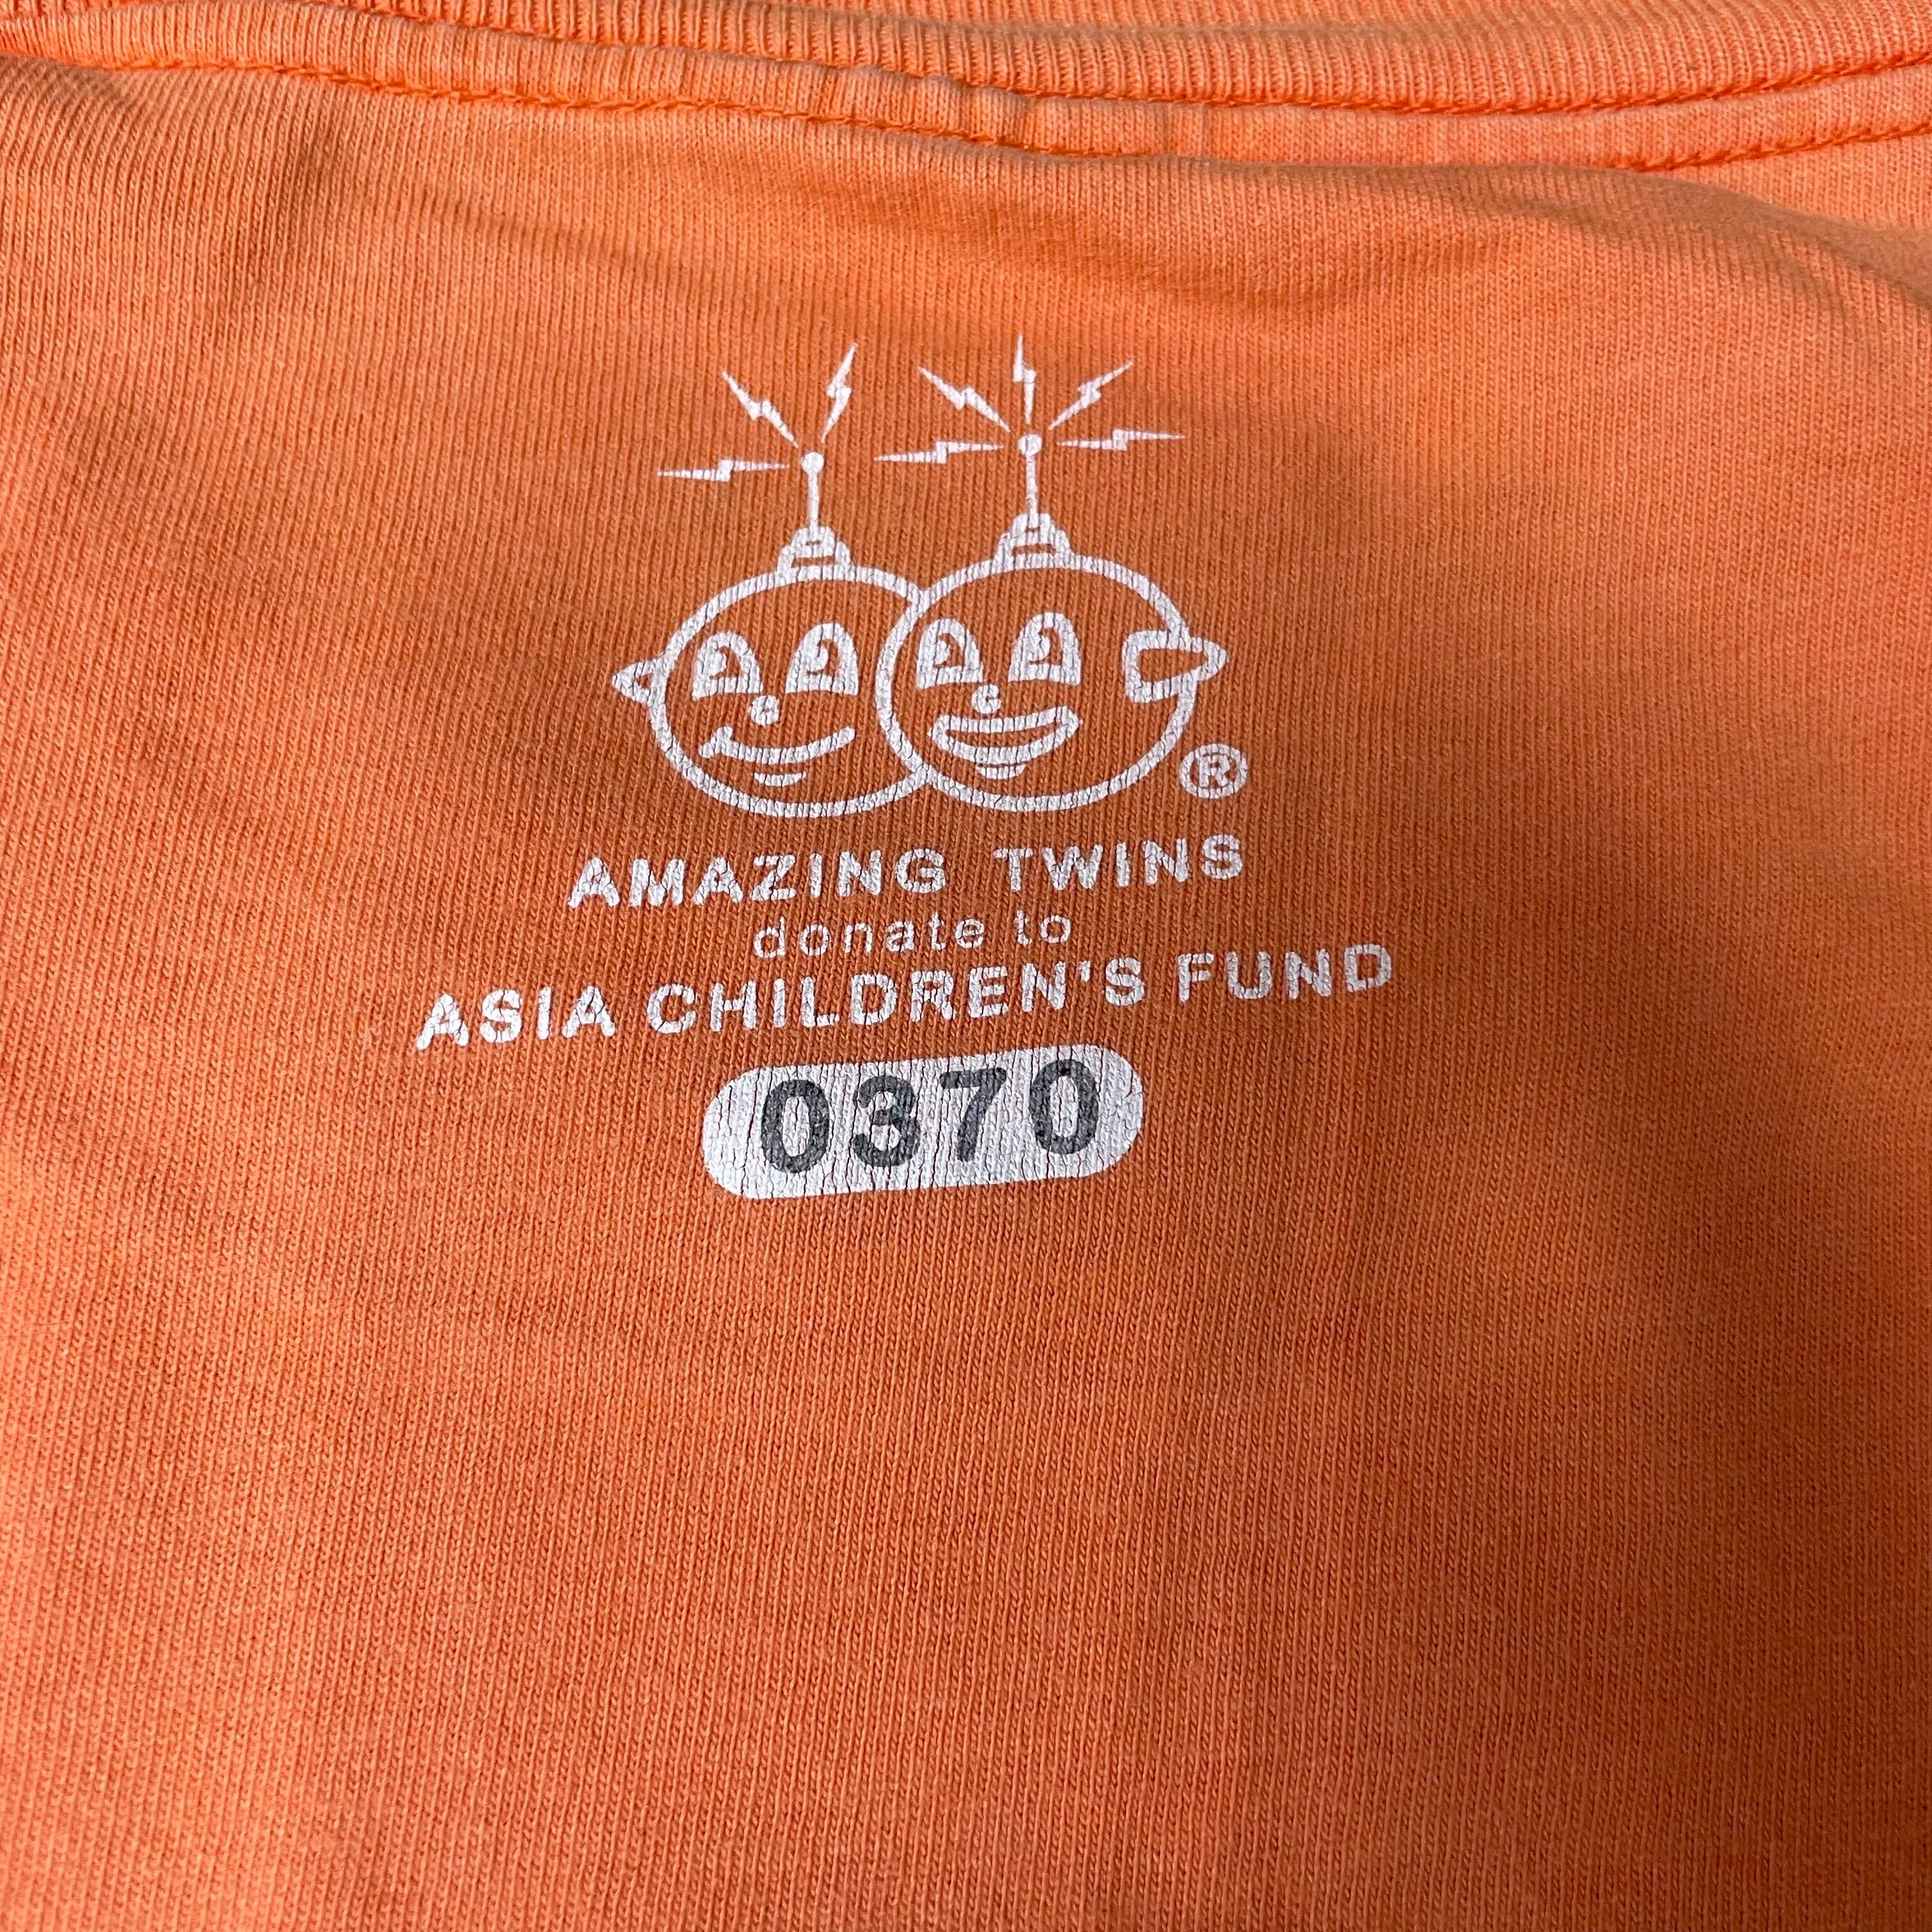 ®
AMAZING TWINS
donate to
ASIA CHILDREN'S FUND
0370